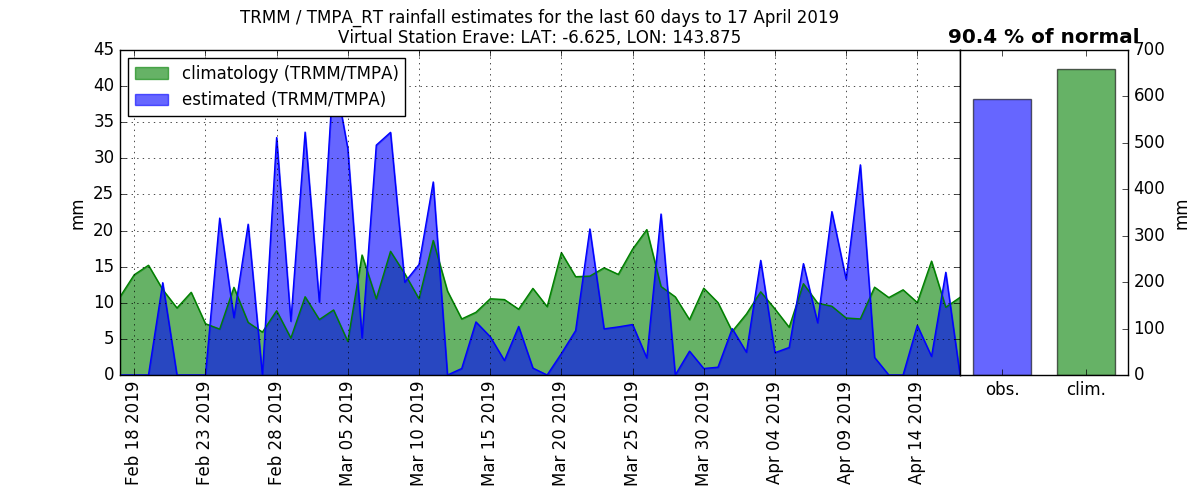 TRMM / TMPA_RT rainfall estimates for the last 60 days to 17 April 2019
Virtual Station Erave: LAT: -6.625, LON: 143.875
90.4 % of normal
climatology (TRMM/TMPA)
estimated (TRMM/TMPA)
45
40
35
30
25
20
15
10
5
0
mm
Feb 18 2019
Feb 23 2019
Feb 28 2019
Mar 05 2019
Mar 10 2019
Mar 15 2019
Mar 20 2019
Mar 25 2019
Mar 30 2019
Apr 04 2019
Apr 09 2019
Apr 14 2019
700
600
500
400
300
200
100
0
mm
obs.
clim.